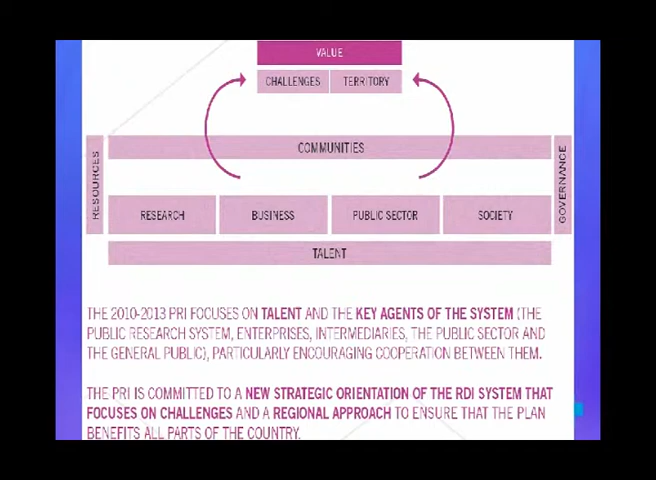 VALUE
CHALLENGES TERRITORY
COMMUNITIES
RESOURCES
GOVERNANCE
RESEARCH BUSINESS PUBLIC SECTOR SOCIETY
TALENT
THE 2010-2013 PRI FOCUSES ON TALENT AND THE KEY AGENTS OF THE SYSTEM (THE
PUBLIC RESEARCH SYSTEM, ENTERPRISES, INTERMEDIARIES, THE PUBLIC SECTOR AND
THE GENERAL PUBLIC), PARTICULARLY ENCOURAGING COOPERATION BETWEEN THEM.
THE PRI IS COMMITTED TO A NEW STRATEGIC ORIENTATION OF THE RDI SYSTEM THAT
FOCUSES ON CHALLENGES AND A REGIONAL APPROACH TO ENSURE THAT THE PLAN
BENEFITS ALL PARTS OF THE COUNTRY.